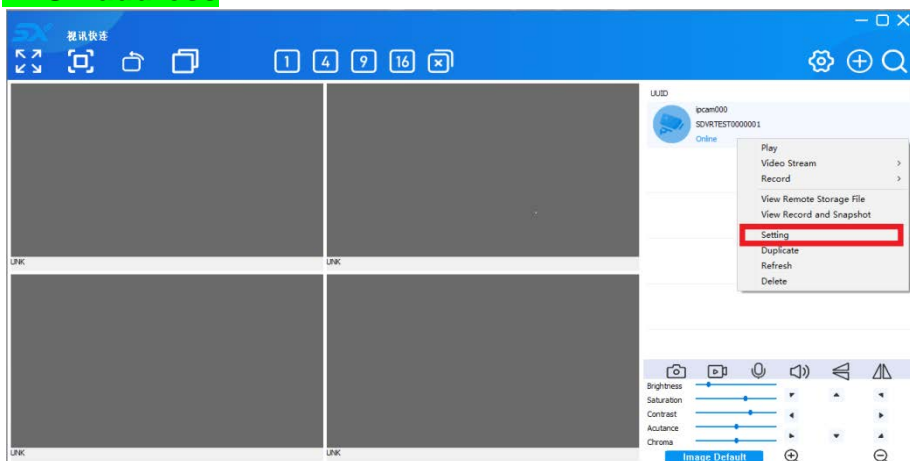 SX 视讯快连
1 4 9 16
UUID
ipcam000
SDVRTEST0000001
Online
Play
Video Stream
Record
View Remote Storage File
View Record and Snapshot
Setting
Duplicate
Refresh
Delete
UNK
UNK
Brightness
Saturation
Contrast
Acutance
Chroma
Image Default
UNK
UNK